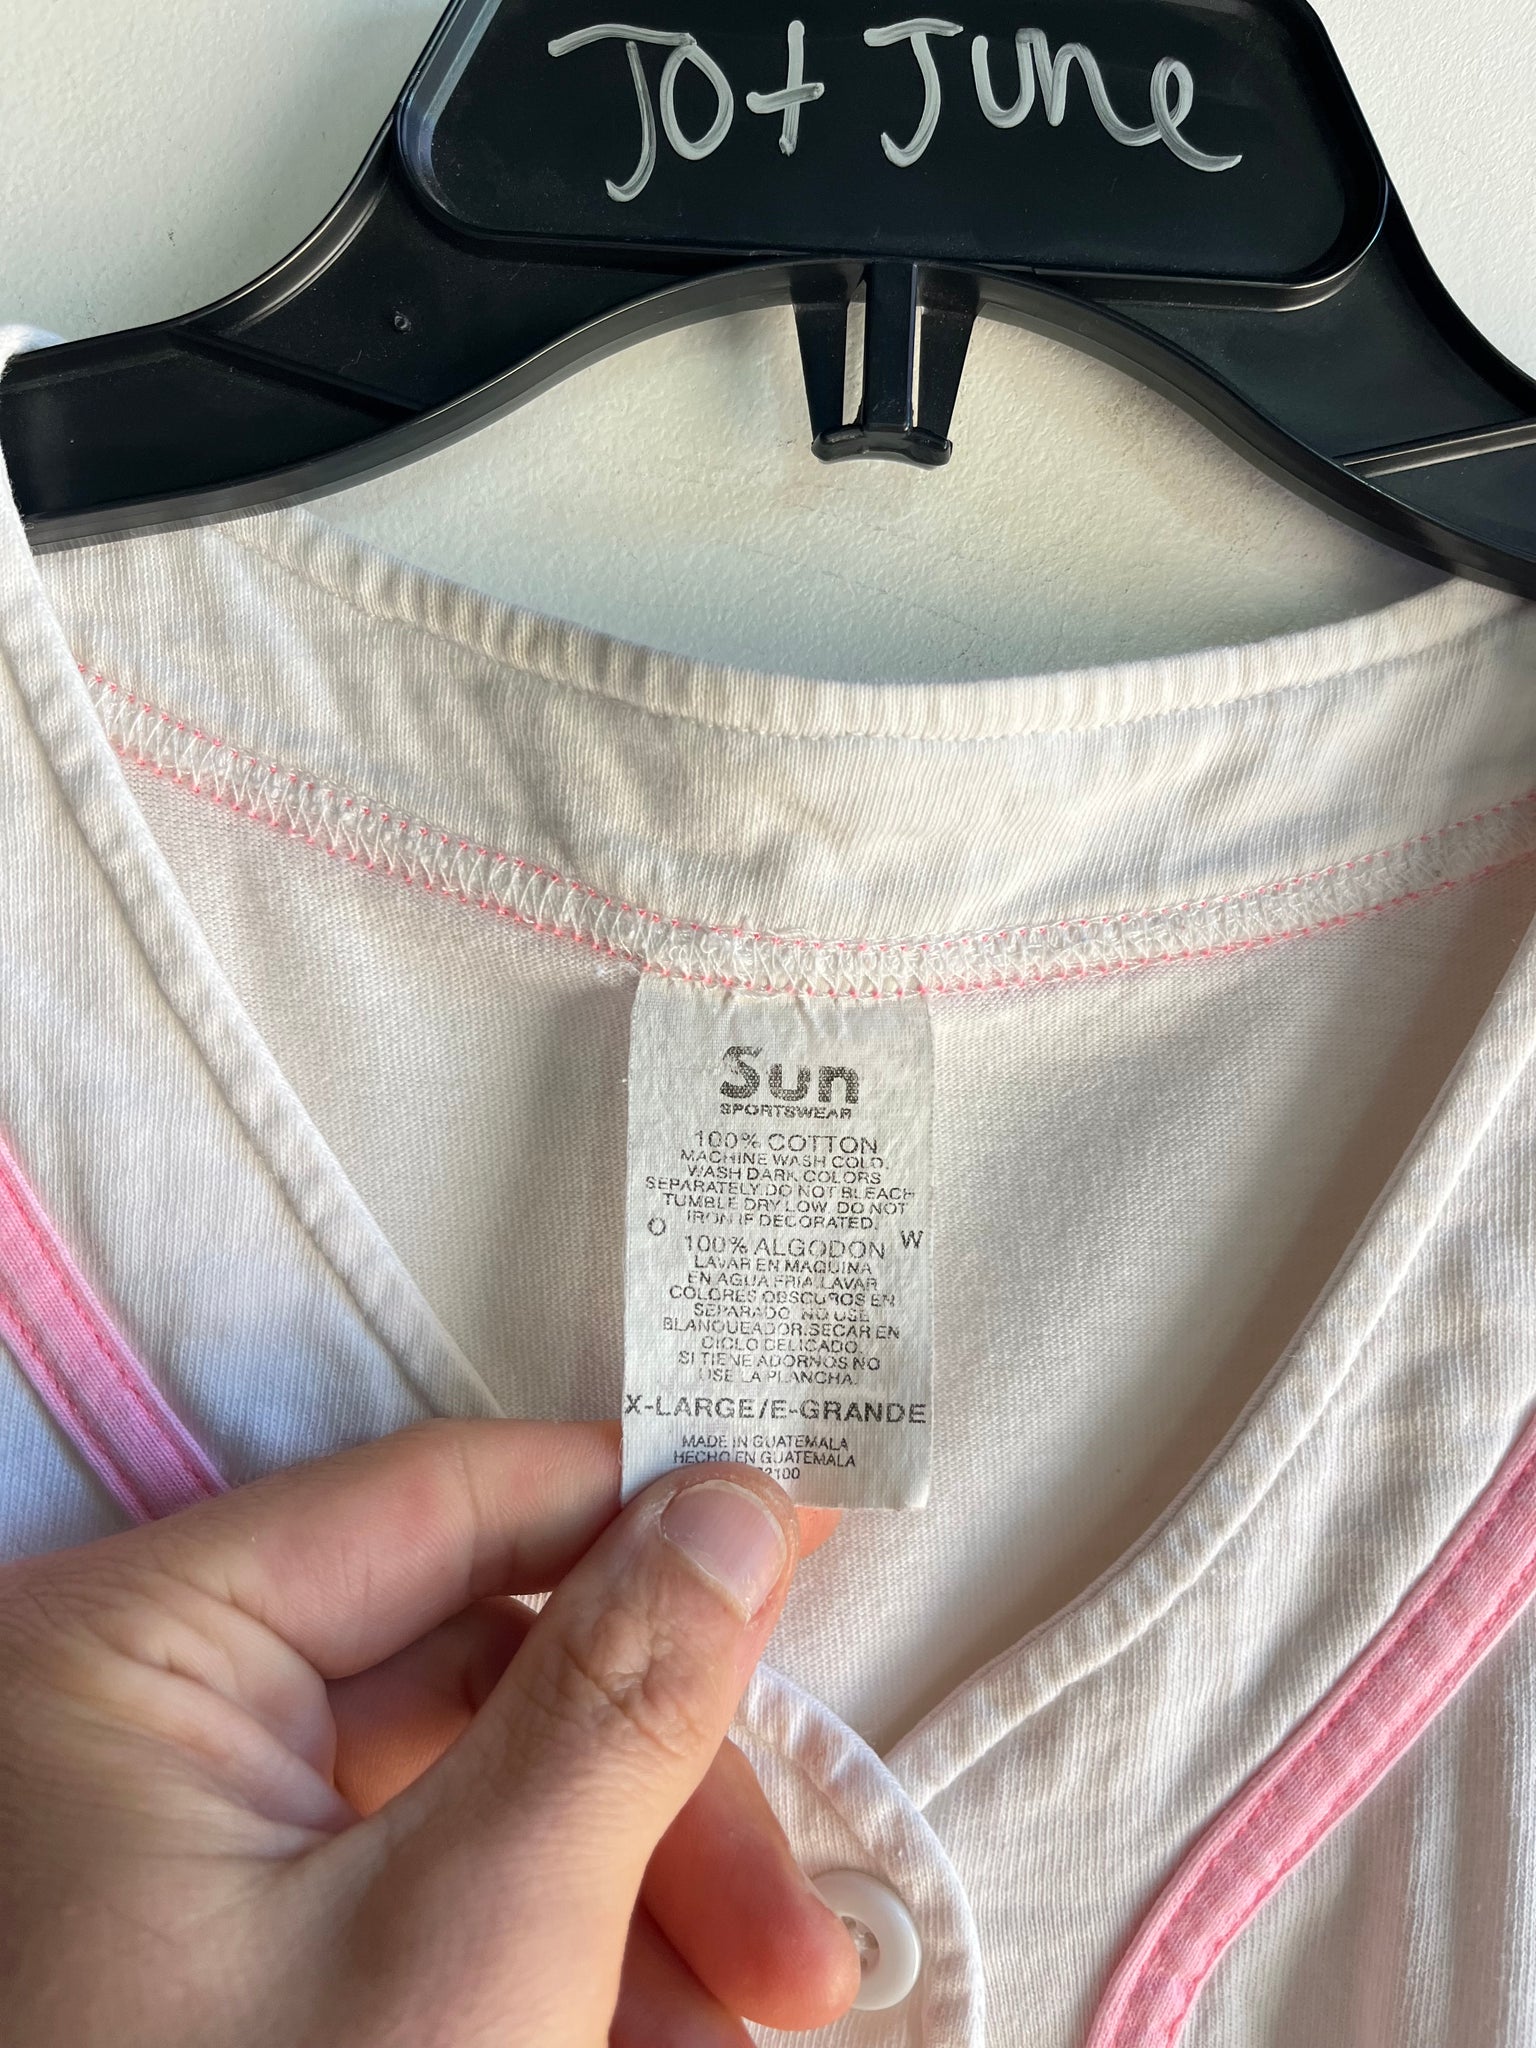 Jo + June
Sun
SPORTSWEAR
100% COTTON
MACHINE WASH COLD.
WASH DARK COLORS
SEPARATELY.DO NOT BLEACH
TUMBLE DRY LOW. DO NOT
IRON IF DECORATED.
O W
100% ALGODON
LAVAR EN MAQUINA
EN AGUA FRIA.LAVAR
COLORES OBSCUROS EN
SEPARADO. NO USE
BLANQUEADOR.SECAR EN
CICLO DELICADO.
SI TIENE ADORNOS NO
USE LA PLANCHA.
X-LARGE/E-GRANDE
MADE IN GUATEMALA
HECHO EN GUATEMALA